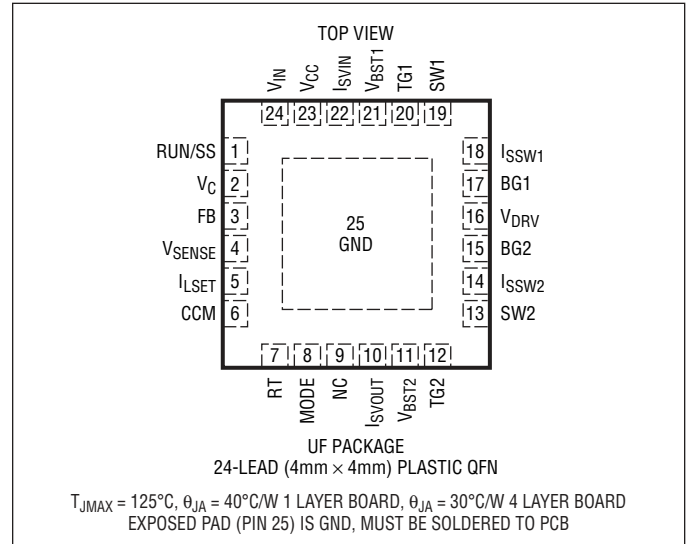 TOP VIEW
VIN VCC ISVIN VBST1 TG1 SW1
24 23 22 21 20 19
RUN/SS 1
VC 2
FB 3
VSENSE 4
ILSET 5
CCM 6
25
GND
18 ISSW1
17 BG1
16 VDRV
15 BG2
14 ISSW2
13 SW2
7 8 9 10 11 12
RT MODE NC ISVOUT VBST2 TG2
UF PACKAGE
24-LEAD (4mm × 4mm) PLASTIC QFN
TJMAX = 125°C, θJA = 40°C/W 1 LAYER BOARD, θJA = 30°C/W 4 LAYER BOARD
EXPOSED PAD (PIN 25) IS GND, MUST BE SOLDERED TO PCB